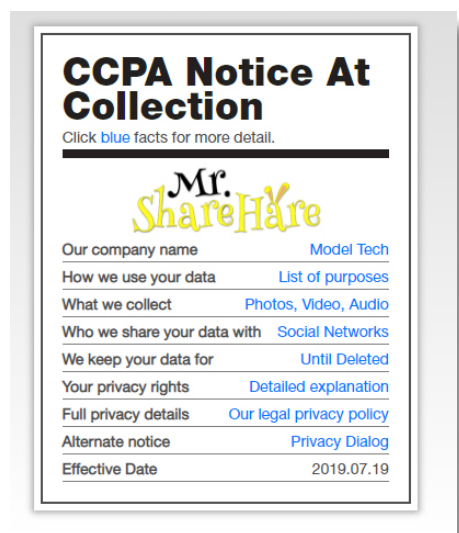 CCPA Notice At
Collection
Click blue facts for more detail.
Mr.
ShareHare
Our company name Model Tech
How we use your data List of purposes
What we collect Photos, Video, Audio
Who we share your data with Social Networks
We keep your data for Until Deleted
Your privacy rights Detailed explanation
Full privacy details Our legal privacy policy
Alternate notice Privacy Dialog
Effective Date 2019.07.19